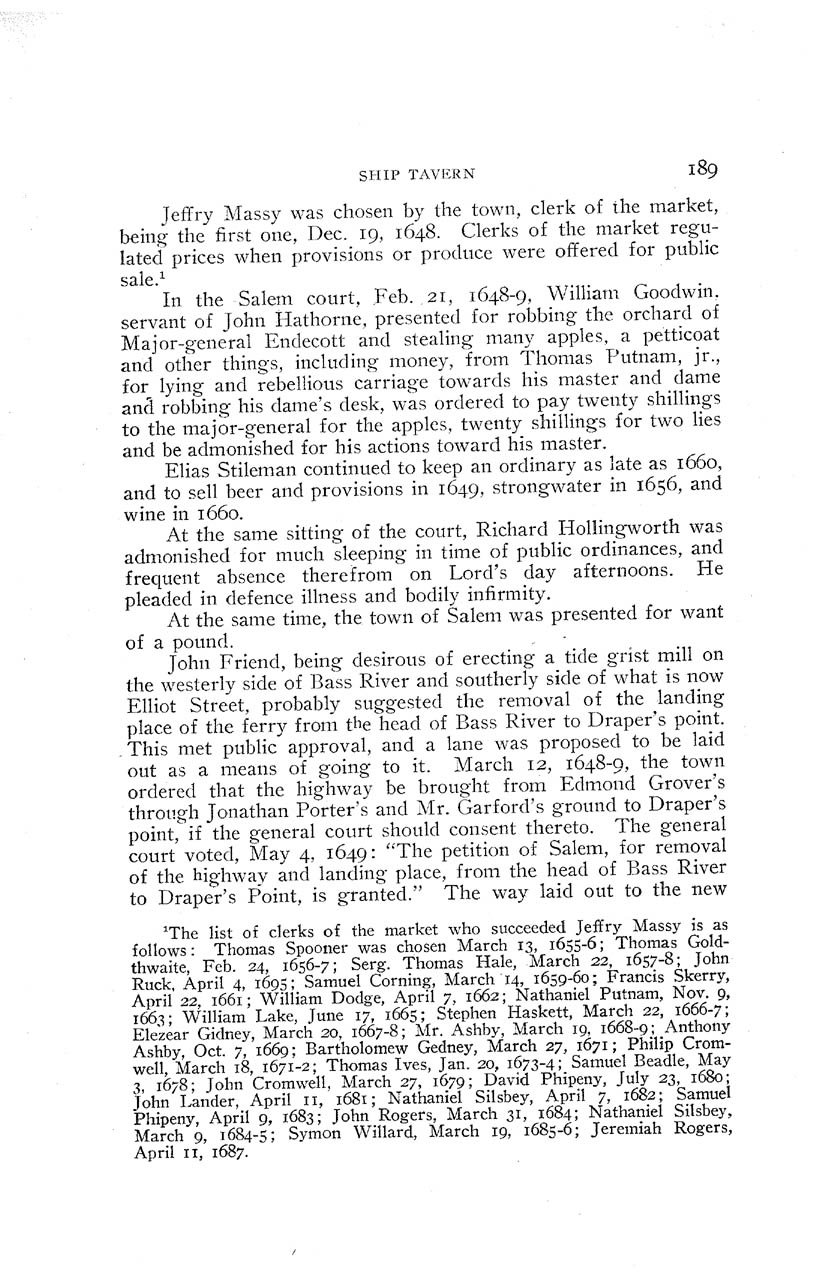 SHIP TAVERN 189
Jeffry Massy was chosen by the town, clerk of the market,
being the first one, Dec. 19, 1648. Clerks of the market regu-
lated prices when provisions or produce were offered for public
sale.¹
In the Salem court, Feb. 21, 1648-9, William Goodwin,
servant of John Hathorne, presented for robbing the orchard of
Major-general Endecott and stealing many apples, a petticoat
and other things, including money, from Thomas Putnam, jr.,
for lying and rebellious carriage towards his master and dame
and robbing his dame's desk, was ordered to pay twenty shillings
to the major-general for the apples, twenty shillings for two lies
and be admonished for his actions toward his master.
Elias Stileman continued to keep an ordinary as late as 1660,
and to sell beer and provisions in 1649, strongwater in 1656, and
wine in 1660.
At the same sitting of the court, Richard Hollingworth was
admonished for much sleeping in time of public ordinances, and
frequent absence therefrom on Lord's day afternoons. He
pleaded in defence illness and bodily infirmity.
At the same time, the town of Salem was presented for want
of a pound.
John Friend, being desirous of erecting a tide grist mill on
the westerly side of Bass River and southerly side of what is now
Elliot Street, probably suggested the removal of the landing
place of the ferry from the head of Bass River to Draper's point.
This met public approval, and a lane was proposed to be laid
out as a means of going to it. March 12, 1648-9, the town
ordered that the highway be brought from Edmond Grover's
through Jonathan Porter's and Mr. Garford's ground to Draper's
point, if the general court should consent thereto. The general
court voted, May 4, 1649: "The petition of Salem, for removal
of the highway and landing place, from the head of Bass River
to Draper's Point, is granted." The way laid out to the new
¹The list of clerks of the market who succeeded Jeffry Massy is as
follows: Thomas Spooner was chosen March 13, 1655-6; Thomas Gold-
thwaite, Feb. 24, 1656-7; Serg. Thomas Hale, March 22, 1657-8; John
Ruck, April 4, 1695; Samuel Corning, March 14, 1659-60; Francis Skerry,
April 22, 1661; William Dodge, April 7, 1662; Nathaniel Putnam, Nov. 9,
1663; William Lake, June 17, 1665; Stephen Haskett, March 22, 1666-7;
Elezear Gidney, March 20, 1667-8; Mr. Ashby, March 19, 1668-9; Anthony
Ashby, Oct. 7, 1669; Bartholomew Gedney, March 27, 1671; Philip Crom-
well, March 18, 1671-2; Thomas Ives, Jan. 20, 1673-4; Samuel Beadle, May
3, 1678; John Cromwell, March 27, 1679; David Phipeny, July 23, 1680;
John Lander, April 11, 1681; Nathaniel Silsbey, April 7, 1682; Samuel
Phipeny, April 9, 1683; John Rogers, March 31, 1684; Nathaniel Silsbey,
March 9, 1684-5; Symon Willard, March 19, 1685-6; Jeremiah Rogers,
April 11, 1687.